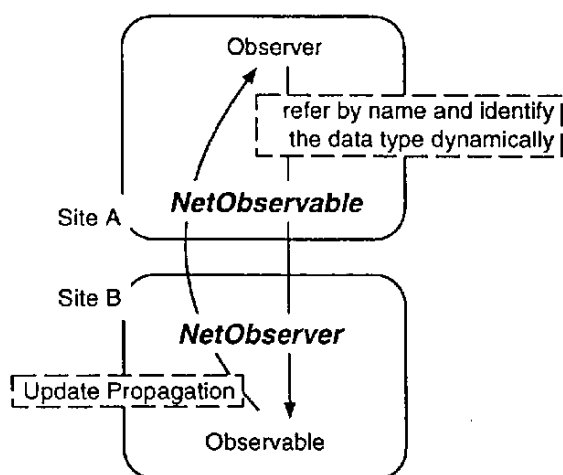 Observer
refer by name and identify
the data type dynamically
NetObservable
Site A
Site B
NetObserver
Update Propagation
Observable